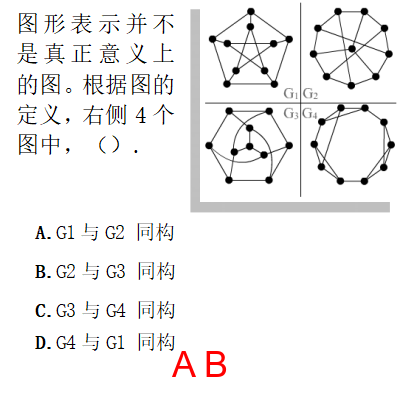 图形表示并不
是真正意义上
的图。根据图的
定义，右侧 4 个
图中，（）.
G1 G2
G3 G4
A.G1 与 G2 同构
B.G2 与 G3 同构
C.G3 与 G4 同构
D.G4 与 G1 同构
A B